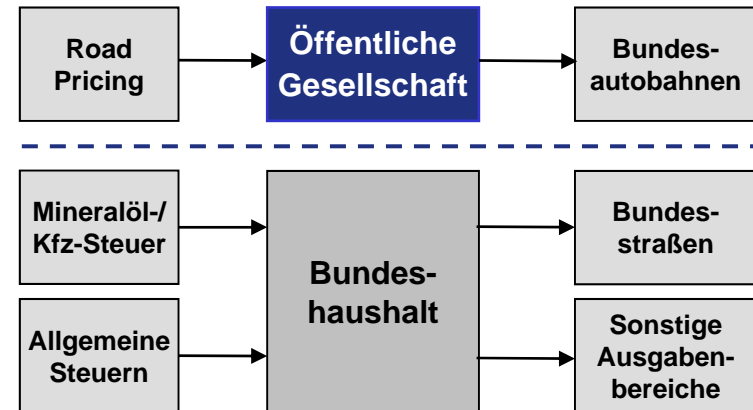 Road
Pricing
Öffentliche
Gesellschaft
Bundes-
autobahnen
Mineralöl-/
Kfz-Steuer
Bundes-
haushalt
Bundes-
straßen
Allgemeine
Steuern
Sonstige
Ausgaben-
bereiche